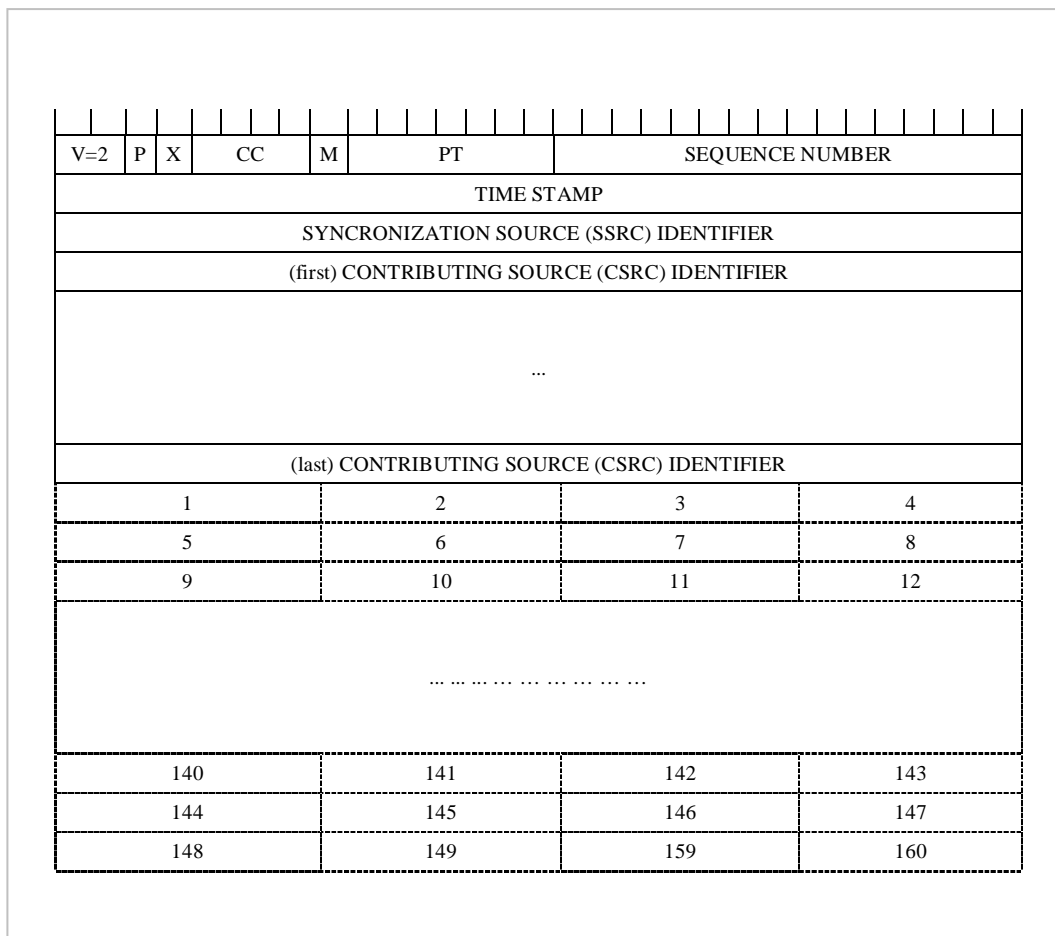 V=2 P X CC M PT SEQUENCE NUMBER
TIME STAMP
SYNCRONIZATION SOURCE (SSRC) IDENTIFIER
(first) CONTRIBUTING SOURCE (CSRC) IDENTIFIER
...
(last) CONTRIBUTING SOURCE (CSRC) IDENTIFIER
1 2 3 4
5 6 7 8
9 10 11 12
... ... ... … … … … … …
140 141 142 143
144 145 146 147
148 149 159 160